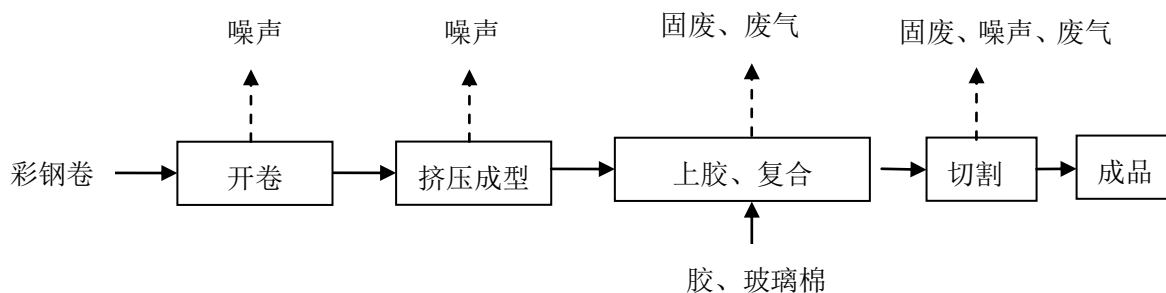 噪声 噪声 固废、废气 固废、噪声、废气
彩钢卷 开卷 挤压成型 上胶、复合 切割 成品
胶、玻璃棉